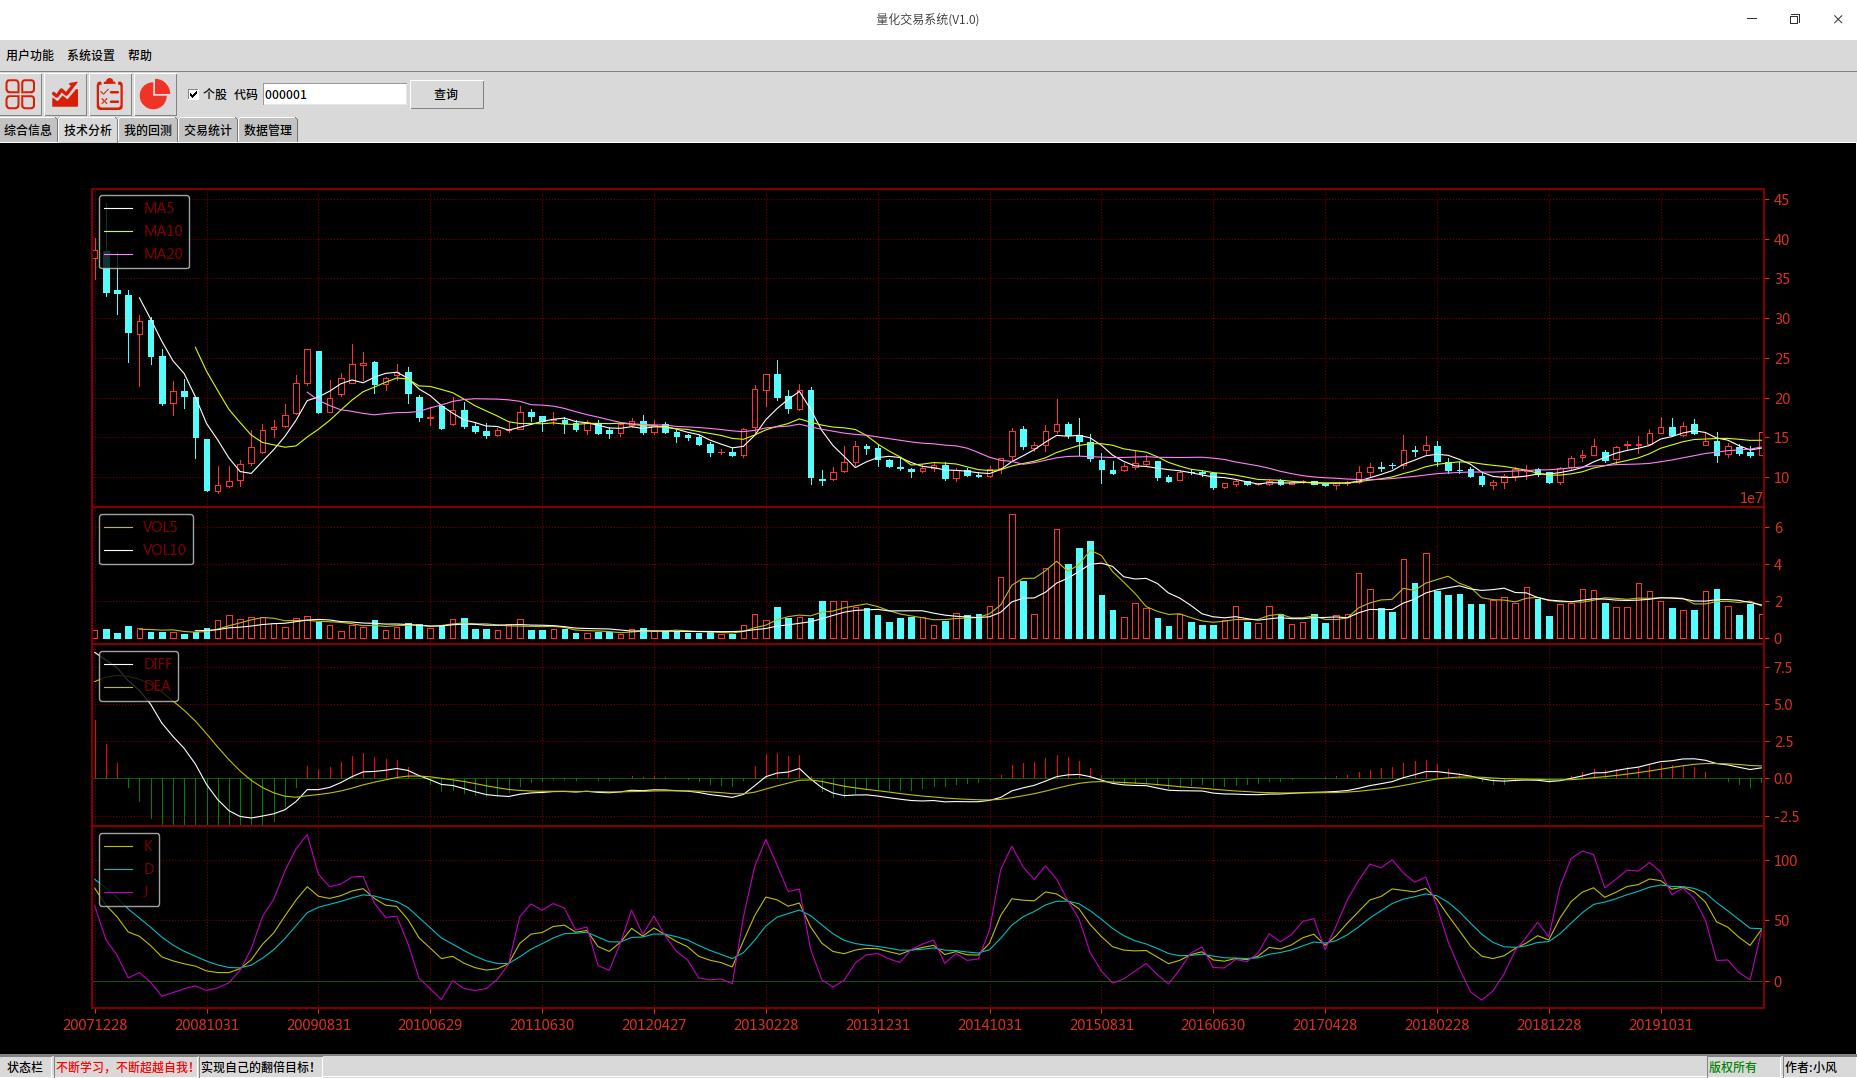 量化交易系统(V1.0)
用户功能 系统设置 帮助
个股 代码 000001 查询
综合信息 技术分析 我的回测 交易统计 数据管理
MA5
MA10
MA20
45
40
35
30
25
20
15
10
1e7
VOL5
VOL10
6
4
2
0
DIFF
DEA
7.5
5.0
2.5
0.0
-2.5
K
D
J
100
50
0
20071228 20081031 20090831 20100629 20110630 20120427 20130228 20131231 20141031 20150831 20160630 20170428 20180228 20181228 20191031
状态栏 不断学习，不断超越自我！ 实现自己的翻倍目标！ 版权所有 作者:小风